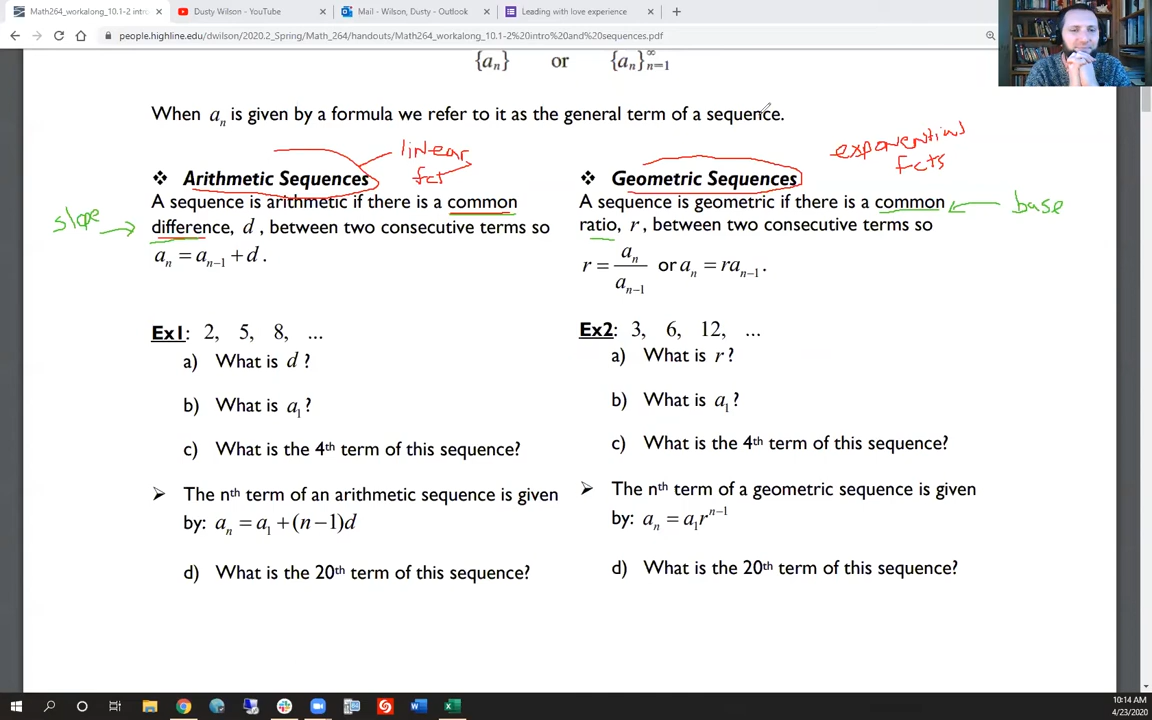 Math264_workalong_10.1-2 intro
Dusty Wilson - YouTube
Mail - Wilson, Dusty - Outlook
Leading with love experience
people.highline.edu/dwilson/2020.2_Spring/Math_264/handouts/Math264_workalong_10.1-2%20intro%20and%20sequences.pdf
{aₙ} or {aₙ}ₙ₌₁^∞
When aₙ is given by a formula we refer to it as the general term of a sequence.
linear
fct
❖ Arithmetic Sequences
A sequence is arithmetic if there is a common
slope
difference, d, between two consecutive terms so
aₙ = aₙ₋₁ + d.
Ex1: 2, 5, 8, ...
a) What is d?
b) What is a₁?
c) What is the 4th term of this sequence?
➢ The nth term of an arithmetic sequence is given
by: aₙ = a₁ + (n−1)d
d) What is the 20th term of this sequence?
exponential
fcts
❖ Geometric Sequences
A sequence is geometric if there is a common
base
ratio, r, between two consecutive terms so
r = aₙ / aₙ₋₁ or aₙ = raₙ₋₁.
Ex2: 3, 6, 12, ...
a) What is r?
b) What is a₁?
c) What is the 4th term of this sequence?
➢ The nth term of a geometric sequence is given
by: aₙ = a₁rⁿ⁻¹
d) What is the 20th term of this sequence?
10:14 AM
4/23/2020